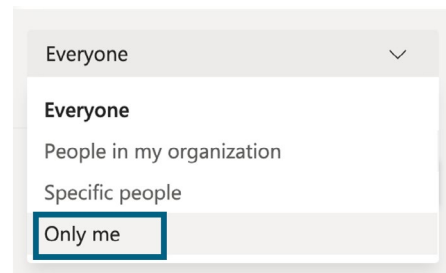 Everyone
Everyone
People in my organization
Specific people
Only me